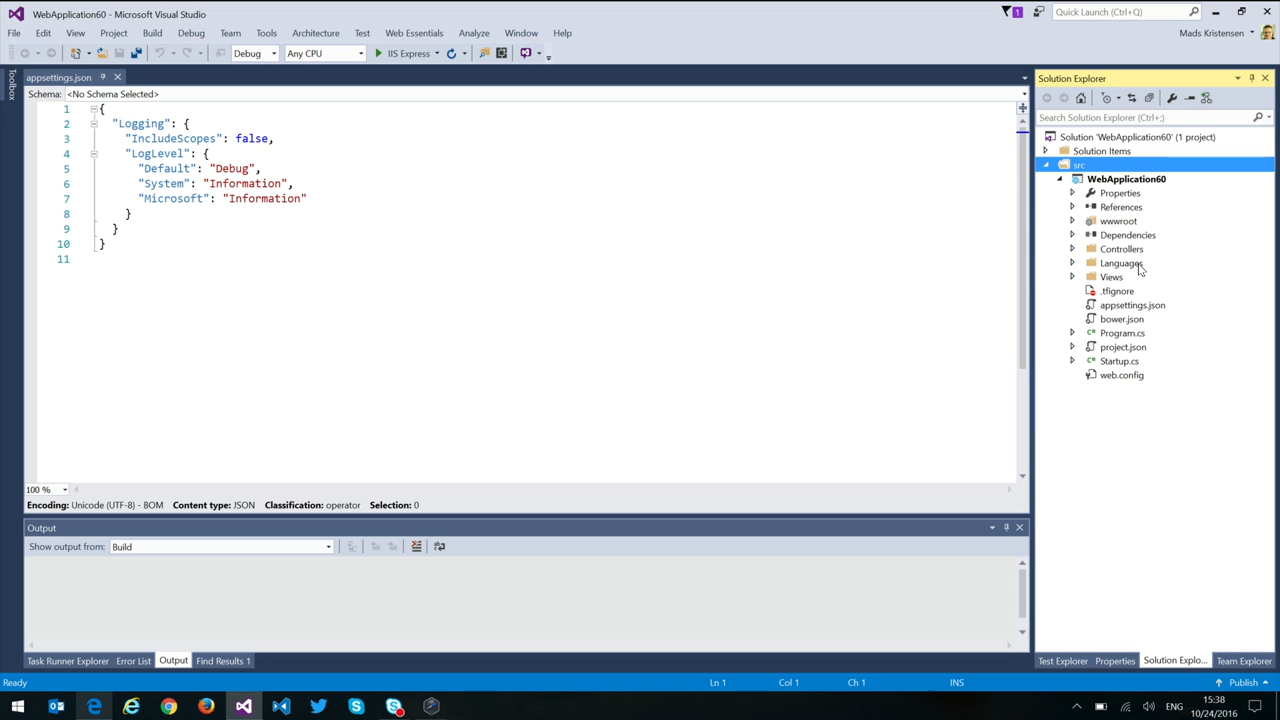 WebApplication60 - Microsoft Visual Studio
1
Quick Launch (Ctrl+Q)
File Edit View Project Build Debug Team Tools Architecture Test Web Essentials Analyze Window Help
Mads Kristensen
Debug Any CPU IIS Express
Toolbox
appsettings.json
Schema: <No Schema Selected>
1 {
2 "Logging": {
3 "IncludeScopes": false,
4 "LogLevel": {
5 "Default": "Debug",
6 "System": "Information",
7 "Microsoft": "Information"
8 }
9 }
10 }
11
100 %
Encoding: Unicode (UTF-8) - BOM Content type: JSON Classification: operator Selection: 0
Output
Show output from: Build
Task Runner Explorer Error List Output Find Results 1
Solution Explorer
Search Solution Explorer (Ctrl+;)
Solution 'WebApplication60' (1 project)
Solution Items
src
WebApplication60
Properties
References
wwwroot
Dependencies
Controllers
Languages
Views
.tfignore
appsettings.json
bower.json
Program.cs
project.json
Startup.cs
web.config
Test Explorer Properties Solution Explo... Team Explorer
Ready Ln 1 Col 1 Ch 1 INS Publish
ENG
15:38
10/24/2016